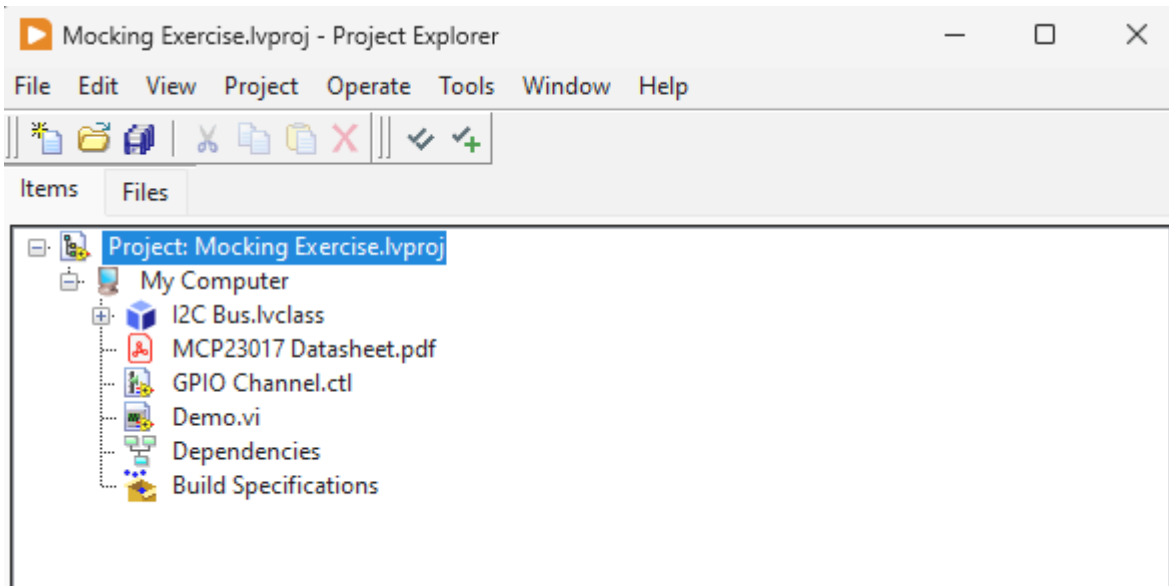 Mocking Exercise.lvproj - Project Explorer
File Edit View Project Operate Tools Window Help
Items Files
Project: Mocking Exercise.lvproj
My Computer
I2C Bus.lvclass
MCP23017 Datasheet.pdf
GPIO Channel.ctl
Demo.vi
Dependencies
Build Specifications